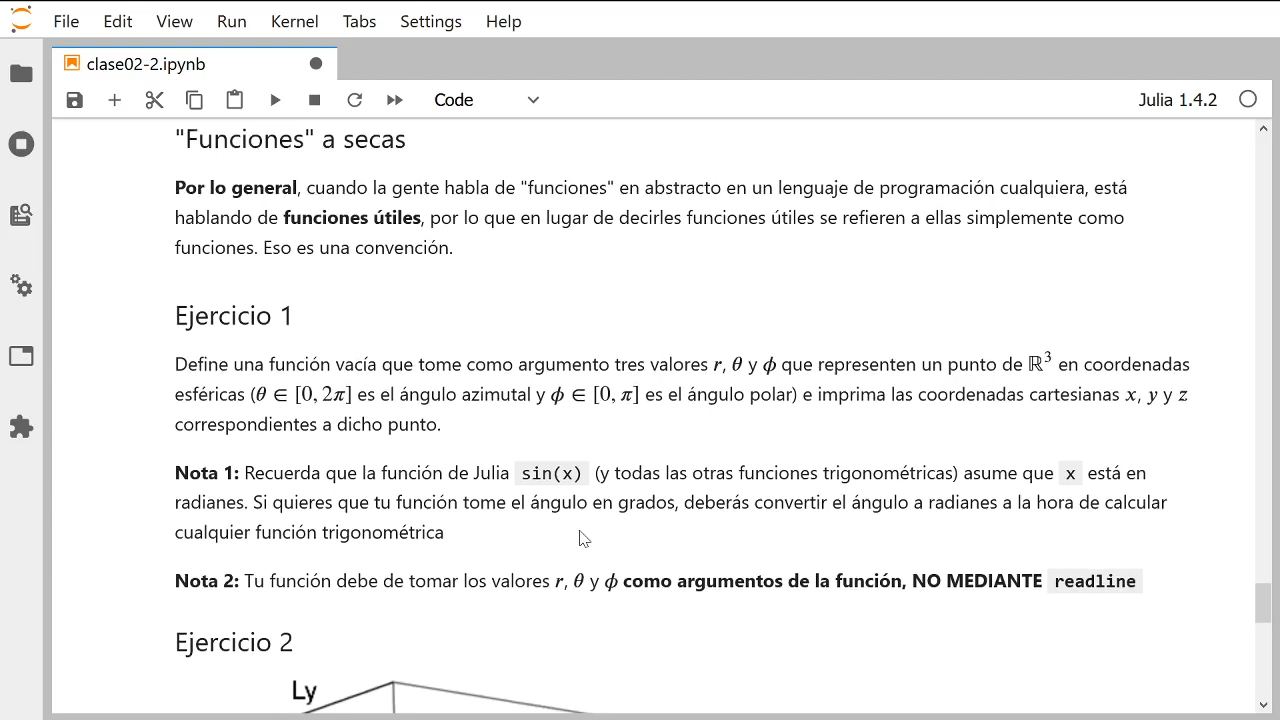 File Edit View Run Kernel Tabs Settings Help
clase02-2.ipynb
Code
Julia 1.4.2
"Funciones" a secas
Por lo general, cuando la gente habla de "funciones" en abstracto en un lenguaje de programación cualquiera, está
hablando de funciones útiles, por lo que en lugar de decirles funciones útiles se refieren a ellas simplemente como
funciones. Eso es una convención.
Ejercicio 1
Define una función vacía que tome como argumento tres valores r, θ y ϕ que representen un punto de ℝ³ en coordenadas
esféricas (θ ∈ [0, 2π] es el ángulo azimutal y ϕ ∈ [0, π] es el ángulo polar) e imprima las coordenadas cartesianas x, y y z
correspondientes a dicho punto.
Nota 1: Recuerda que la función de Julia sin(x) (y todas las otras funciones trigonométricas) asume que x está en
radianes. Si quieres que tu función tome el ángulo en grados, deberás convertir el ángulo a radianes a la hora de calcular
cualquier función trigonométrica
Nota 2: Tu función debe de tomar los valores r, θ y ϕ como argumentos de la función, NO MEDIANTE readline
Ejercicio 2
Ly